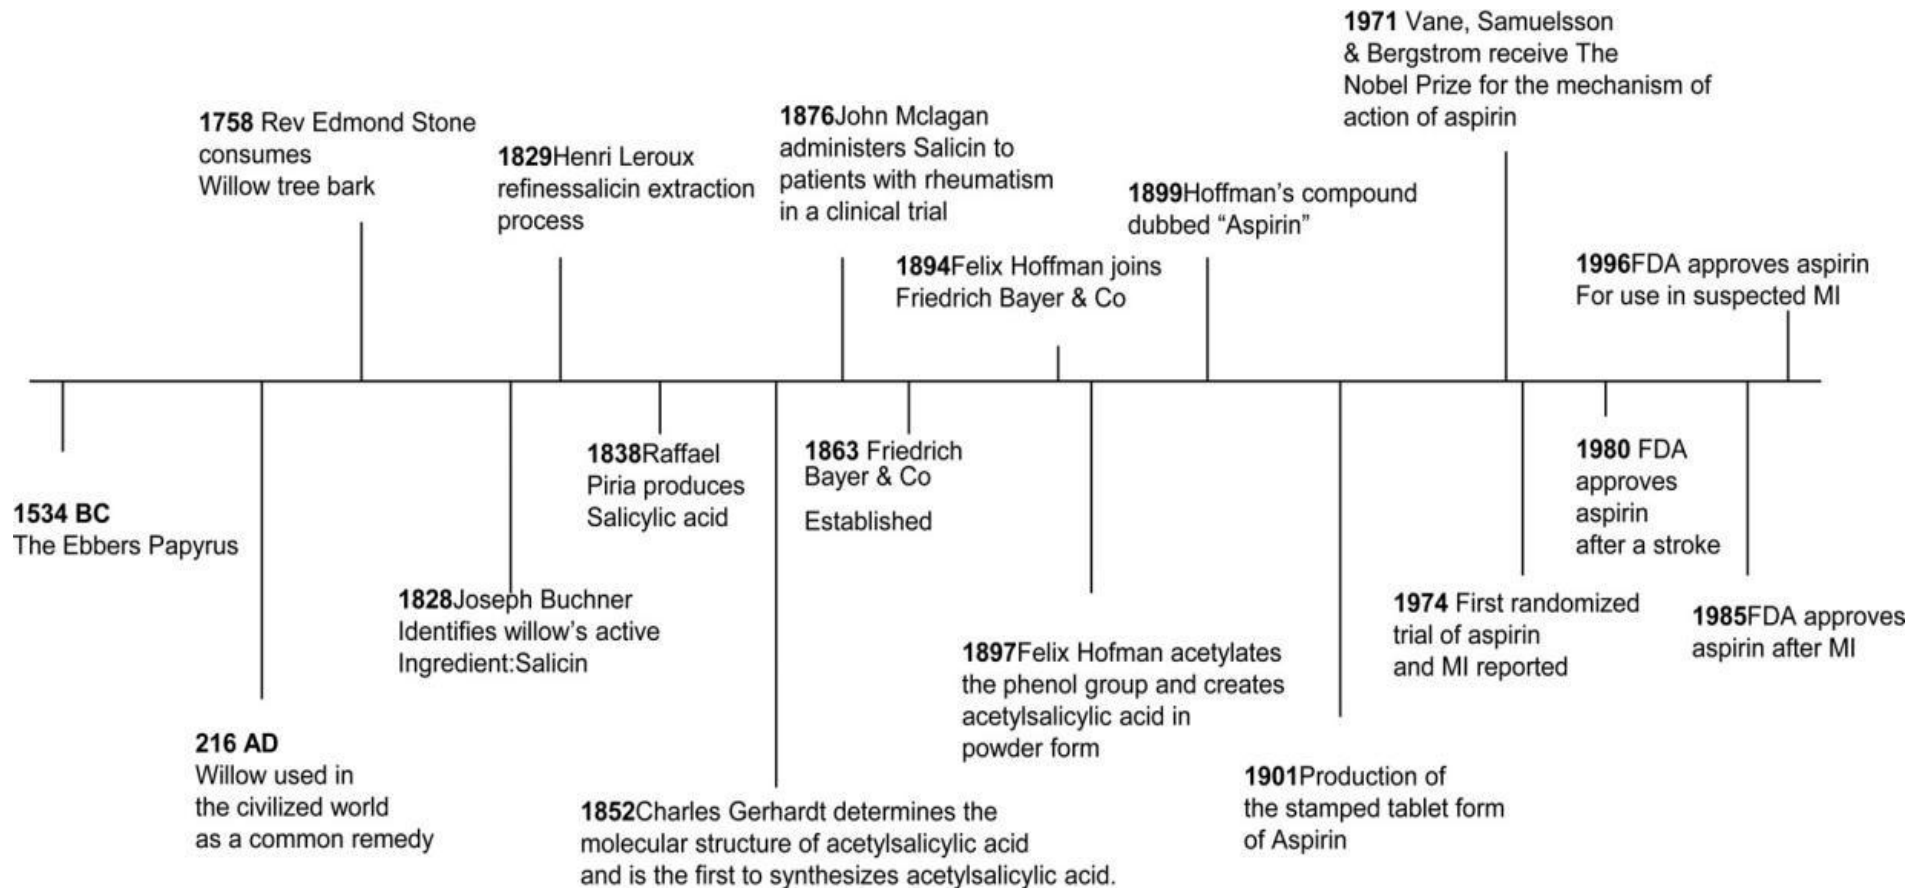 1971 Vane, Samuelsson
& Bergstrom receive The
Nobel Prize for the mechanism of
action of aspirin
1758 Rev Edmond Stone
consumes
Willow tree bark
1829Henri Leroux
refinessalicin extraction
process
1876John Mclagan
administers Salicin to
patients with rheumatism
in a clinical trial
1894Felix Hoffman joins
Friedrich Bayer & Co
1899Hoffman’s compound
dubbed “Aspirin”
1996FDA approves aspirin
For use in suspected MI
1534 BC
The Ebbers Papyrus
216 AD
Willow used in
the civilized world
as a common remedy
1828Joseph Buchner
Identifies willow’s active
Ingredient:Salicin
1838Raffael
Piria produces
Salicylic acid
1852Charles Gerhardt determines the
molecular structure of acetylsalicylic acid
and is the first to synthesizes acetylsalicylic acid.
1863 Friedrich
Bayer & Co
Established
1897Felix Hofman acetylates
the phenol group and creates
acetylsalicylic acid in
powder form
1901Production of
the stamped tablet form
of Aspirin
1974 First randomized
trial of aspirin
and MI reported
1980 FDA
approves
aspirin
after a stroke
1985FDA approves
aspirin after MI